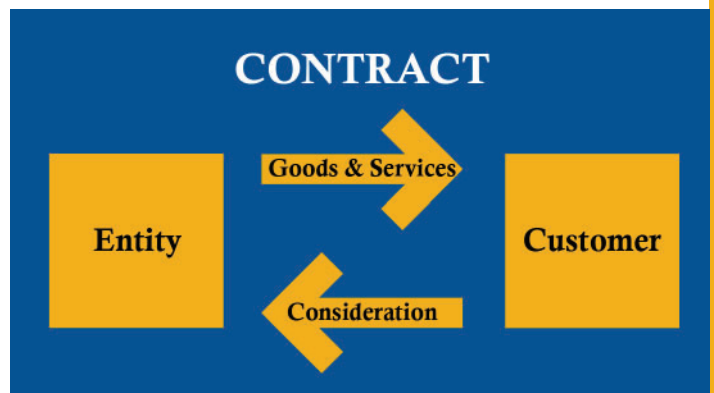 CONTRACT
Goods & Services
Entity
Customer
Consideration